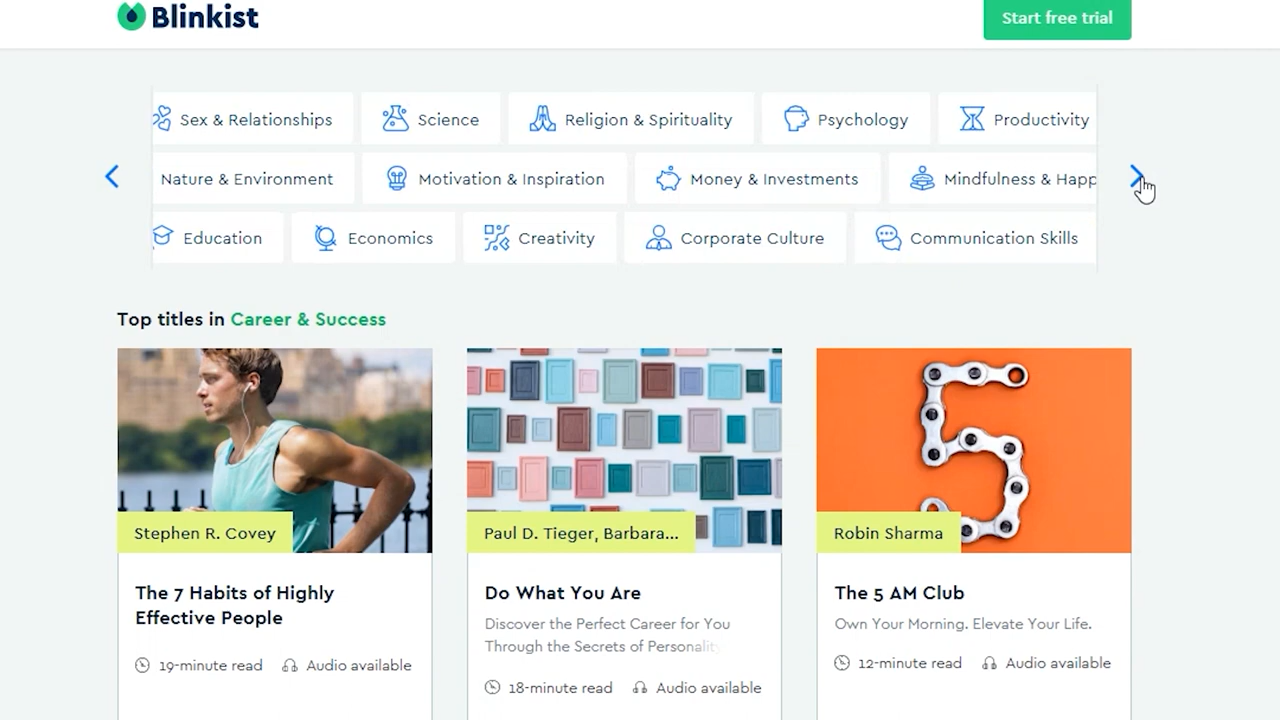 Blinkist
Start free trial
Sex & Relationships
Science
Religion & Spirituality
Psychology
Productivity
Nature & Environment
Motivation & Inspiration
Money & Investments
Mindfulness & Happ
Education
Economics
Creativity
Corporate Culture
Communication Skills
Top titles in Career & Success
Stephen R. Covey
The 7 Habits of Highly
Effective People
19-minute read
Audio available
Paul D. Tieger, Barbara...
Do What You Are
Discover the Perfect Career for You
Through the Secrets of Personality
18-minute read
Audio available
Robin Sharma
The 5 AM Club
Own Your Morning. Elevate Your Life.
12-minute read
Audio available